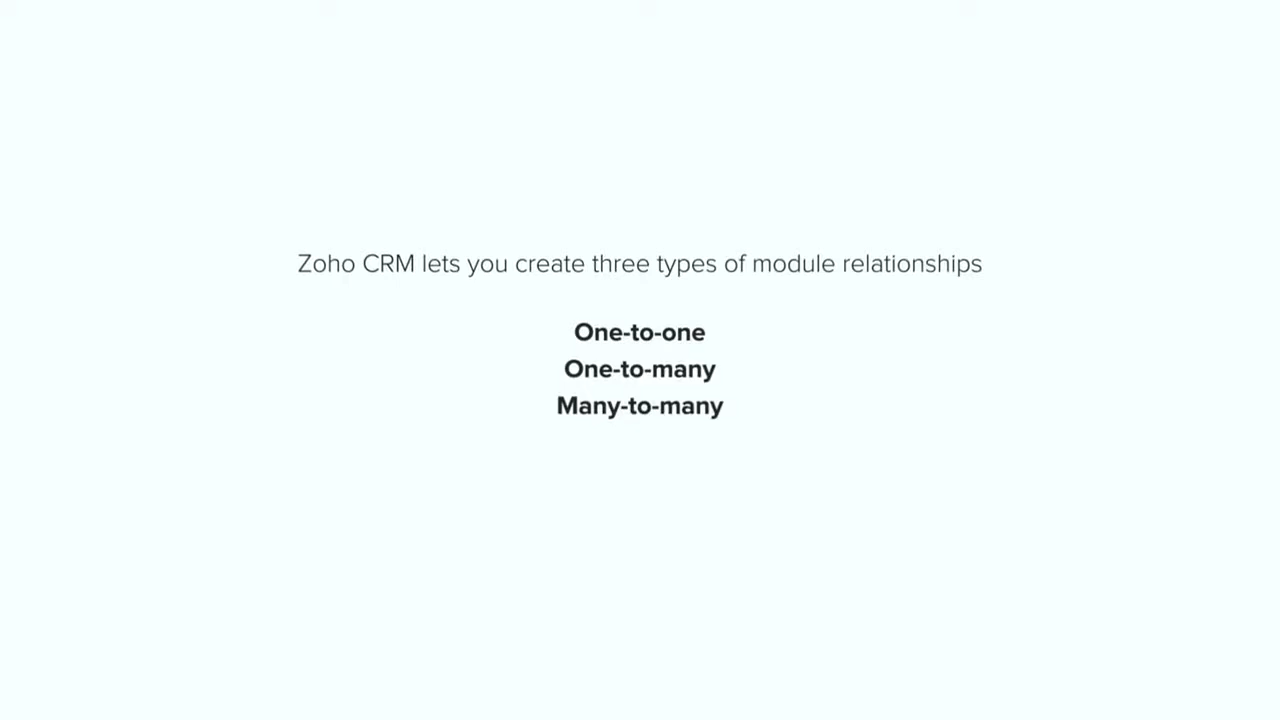 Zoho CRM lets you create three types of module relationships
One-to-one
One-to-many
Many-to-many